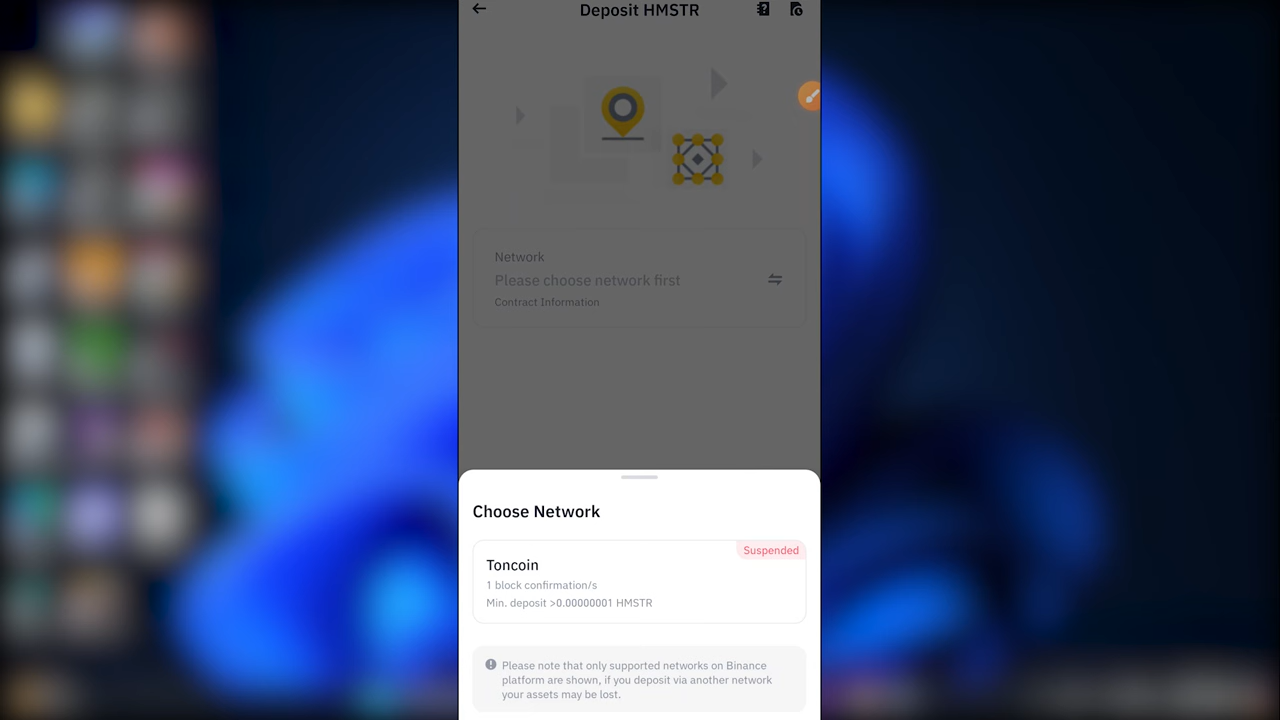 Deposit HMSTR
Network
Please choose network first
Contract Information
Choose Network
Suspended
Toncoin
1 block confirmation/s
Min. deposit >0.00000001 HMSTR
Please note that only supported networks on Binance
platform are shown, if you deposit via another network
your assets may be lost.